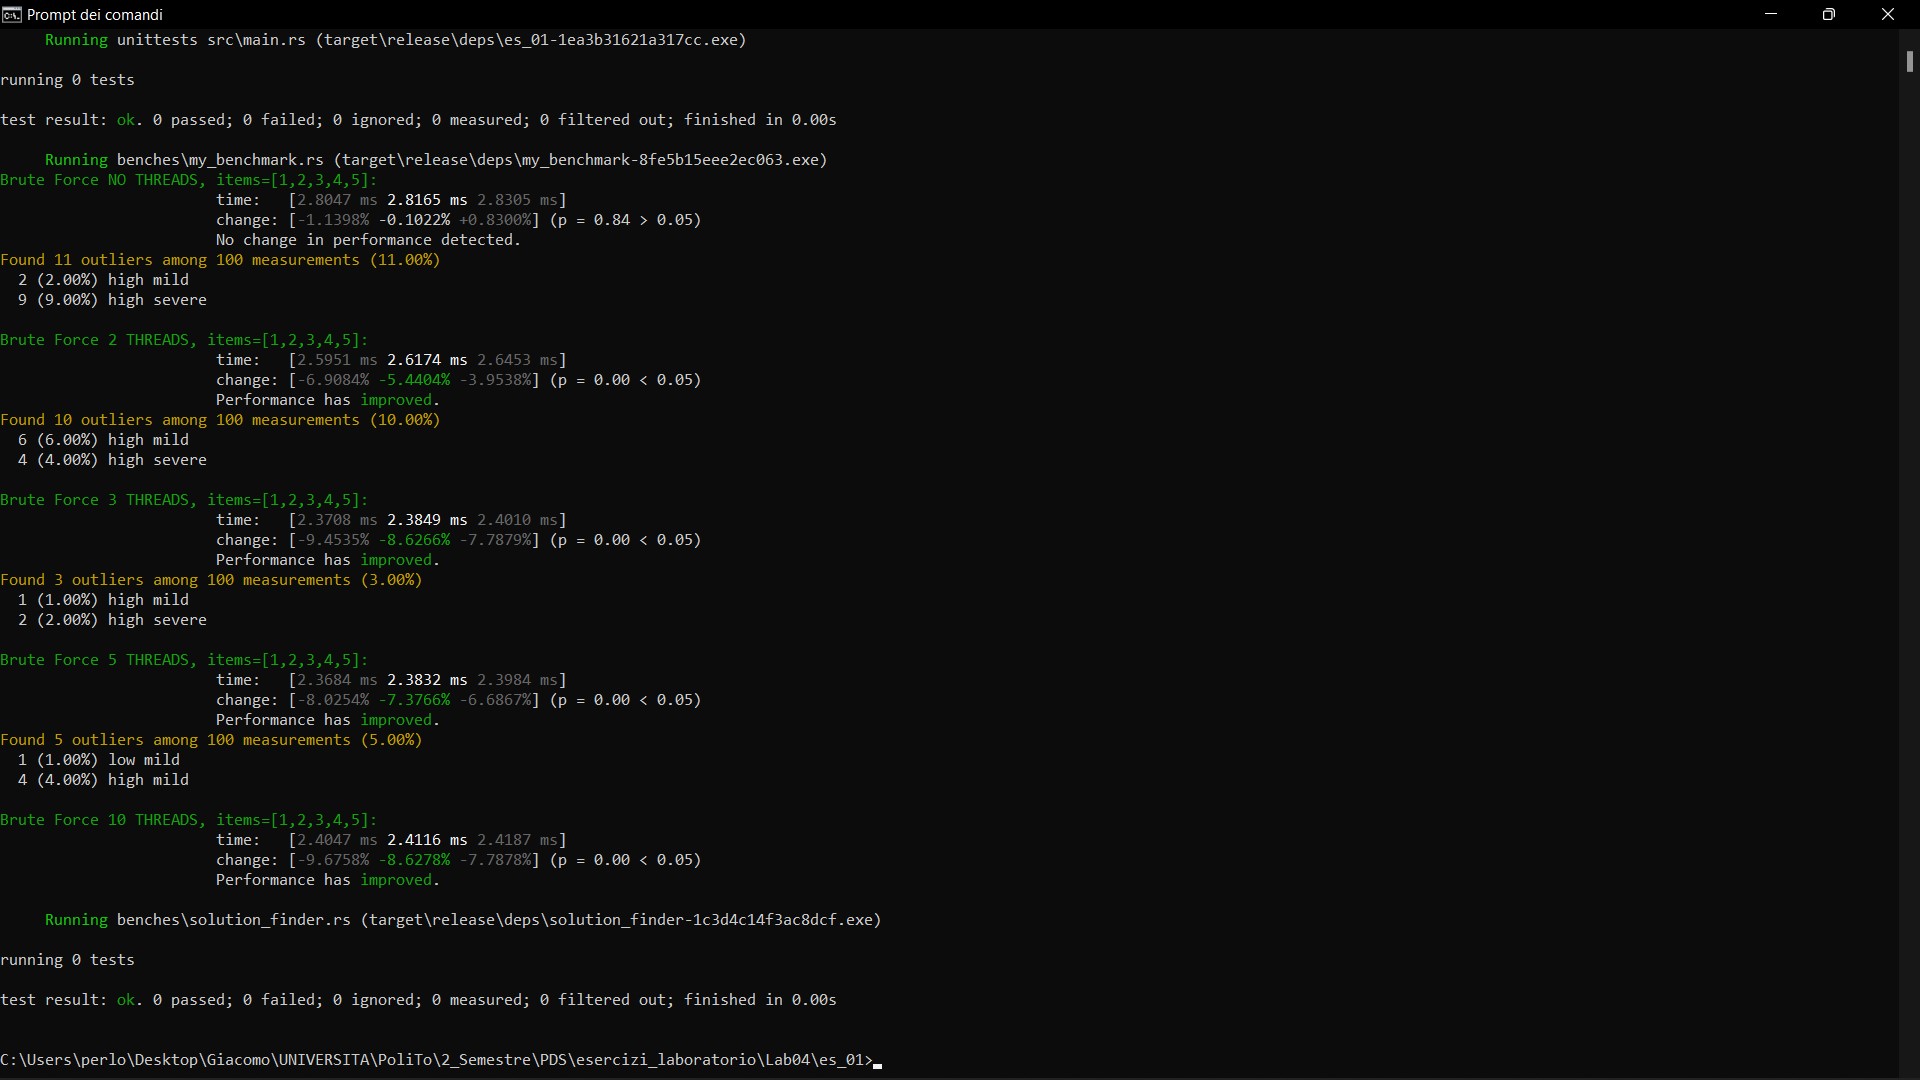 Prompt dei comandi
Running unittests src\main.rs (target\release\deps\es_01-1ea3b31621a317cc.exe)
running 0 tests
test result: ok. 0 passed; 0 failed; 0 ignored; 0 measured; 0 filtered out; finished in 0.00s
Running benches\my_benchmark.rs (target\release\deps\my_benchmark-8fe5b15eee2ec063.exe)
Brute Force NO THREADS, items=[1,2,3,4,5]:
time: [2.8047 ms 2.8165 ms 2.8305 ms]
change: [-1.1398% -0.1022% +0.8300%] (p = 0.84 > 0.05)
No change in performance detected.
Found 11 outliers among 100 measurements (11.00%)
2 (2.00%) high mild
9 (9.00%) high severe
Brute Force 2 THREADS, items=[1,2,3,4,5]:
time: [2.5951 ms 2.6174 ms 2.6453 ms]
change: [-6.9084% -5.4404% -3.9538%] (p = 0.00 < 0.05)
Performance has improved.
Found 10 outliers among 100 measurements (10.00%)
6 (6.00%) high mild
4 (4.00%) high severe
Brute Force 3 THREADS, items=[1,2,3,4,5]:
time: [2.3708 ms 2.3849 ms 2.4010 ms]
change: [-9.4535% -8.6266% -7.7879%] (p = 0.00 < 0.05)
Performance has improved.
Found 3 outliers among 100 measurements (3.00%)
1 (1.00%) high mild
2 (2.00%) high severe
Brute Force 5 THREADS, items=[1,2,3,4,5]:
time: [2.3684 ms 2.3832 ms 2.3984 ms]
change: [-8.0254% -7.3766% -6.6867%] (p = 0.00 < 0.05)
Performance has improved.
Found 5 outliers among 100 measurements (5.00%)
1 (1.00%) low mild
4 (4.00%) high mild
Brute Force 10 THREADS, items=[1,2,3,4,5]:
time: [2.4047 ms 2.4116 ms 2.4187 ms]
change: [-9.6758% -8.6278% -7.7878%] (p = 0.00 < 0.05)
Performance has improved.
Running benches\solution_finder.rs (target\release\deps\solution_finder-1c3d4c14f3ac8dcf.exe)
running 0 tests
test result: ok. 0 passed; 0 failed; 0 ignored; 0 measured; 0 filtered out; finished in 0.00s
C:\Users\perlo\Desktop\Giacomo\UNIVERSITA\PoliTo\2_Semestre\PDS\esercizi_laboratorio\Lab04\es_01>